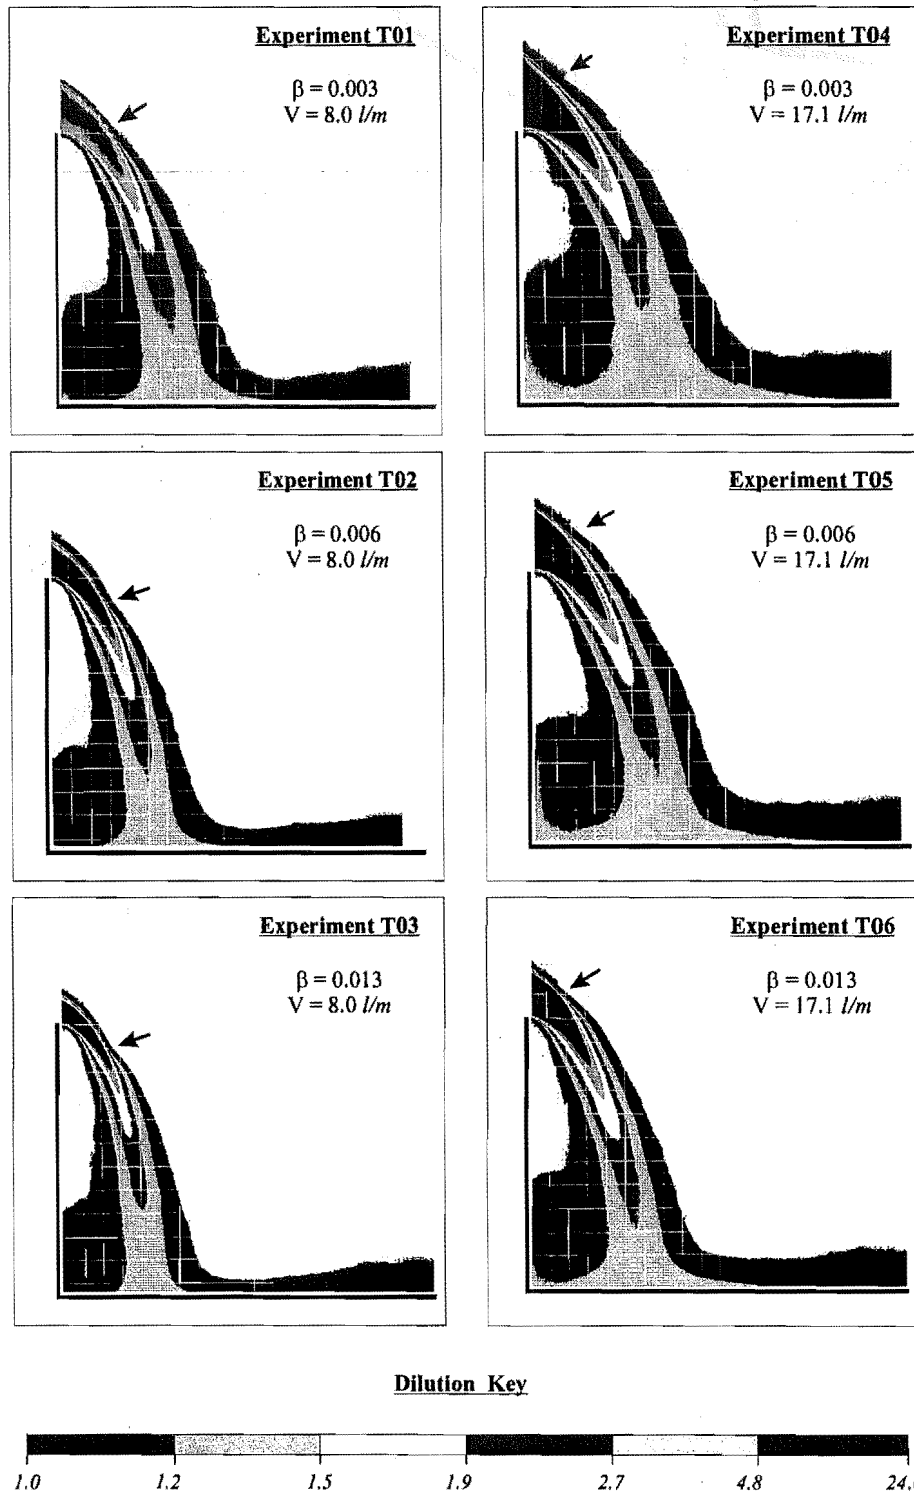 Experiment T01
β = 0.003
V = 8.0 l/m
Experiment T04
β = 0.003
V = 17.1 l/m
Experiment T02
β = 0.006
V = 8.0 l/m
Experiment T05
β = 0.006
V = 17.1 l/m
Experiment T03
β = 0.013
V = 8.0 l/m
Experiment T06
β = 0.013
V = 17.1 l/m
Dilution Key
1.0 1.2 1.5 1.9 2.7 4.8 24.